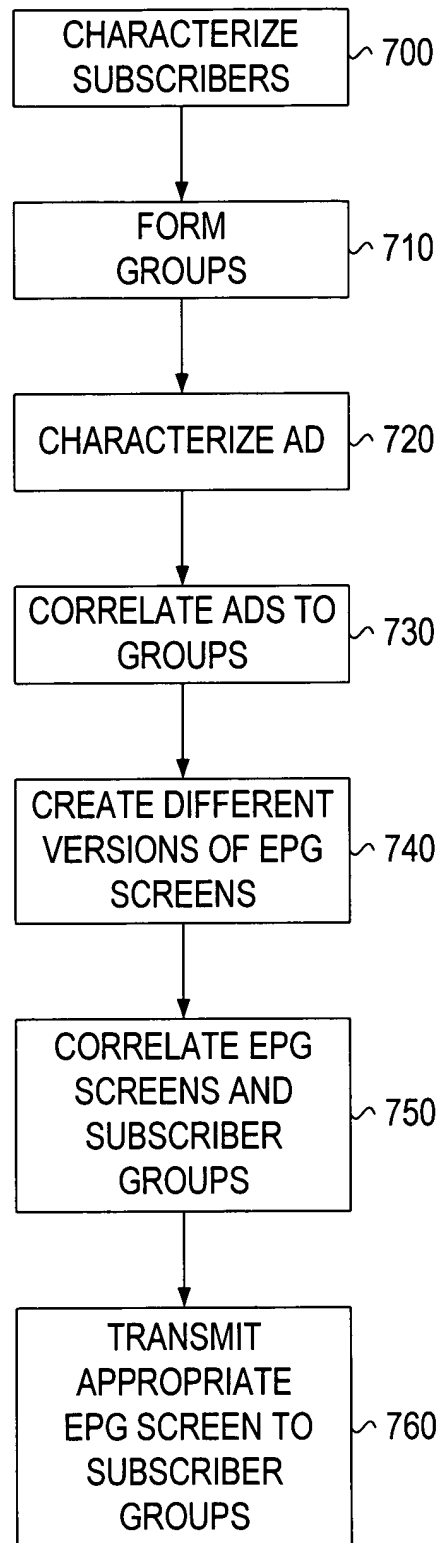 CHARACTERIZE
SUBSCRIBERS
700
FORM
GROUPS
710
CHARACTERIZE AD
720
CORRELATE ADS TO
GROUPS
730
CREATE DIFFERENT
VERSIONS OF EPG
SCREENS
740
CORRELATE EPG
SCREENS AND
SUBSCRIBER
GROUPS
750
TRANSMIT
APPROPRIATE
EPG SCREEN TO
SUBSCRIBER
GROUPS
760